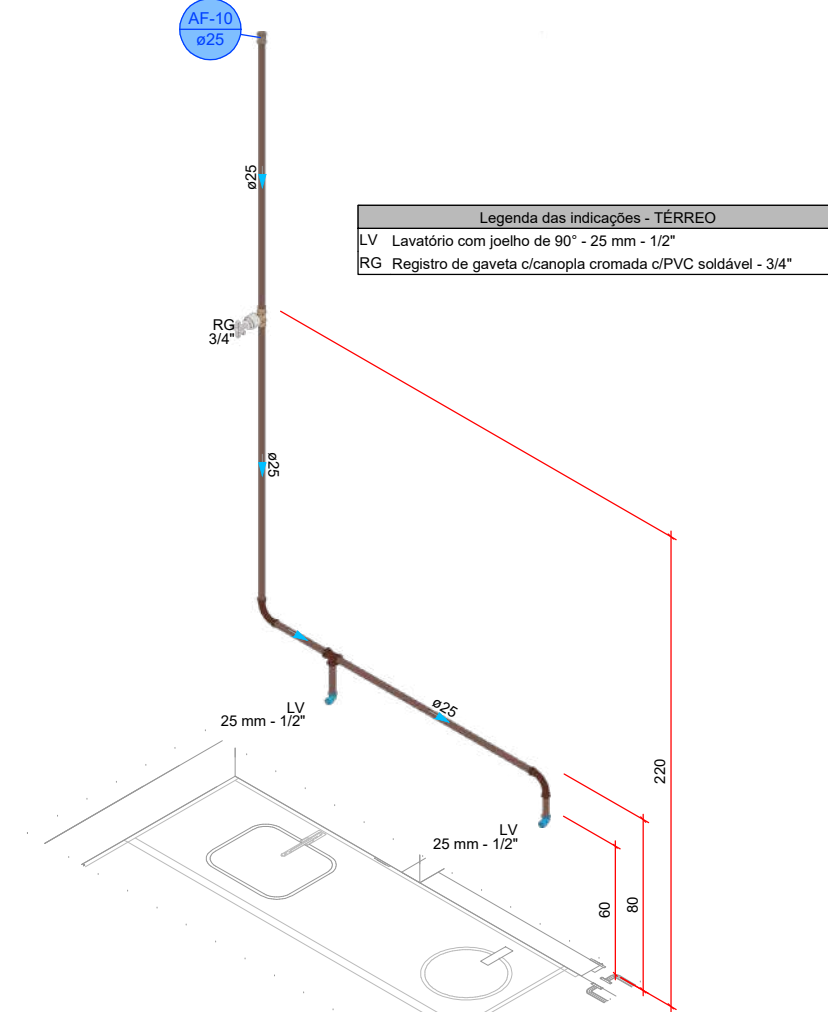 AF-10
ø25
ø25
Legenda das indicações - TÉRREO
LV Lavatório com joelho de 90° - 25 mm - 1/2"
RG Registro de gaveta c/canopla cromada c/PVC soldável - 3/4"
RG
3/4"
ø25
LV
25 mm - 1/2"
ø25
220
LV
25 mm - 1/2"
60
80